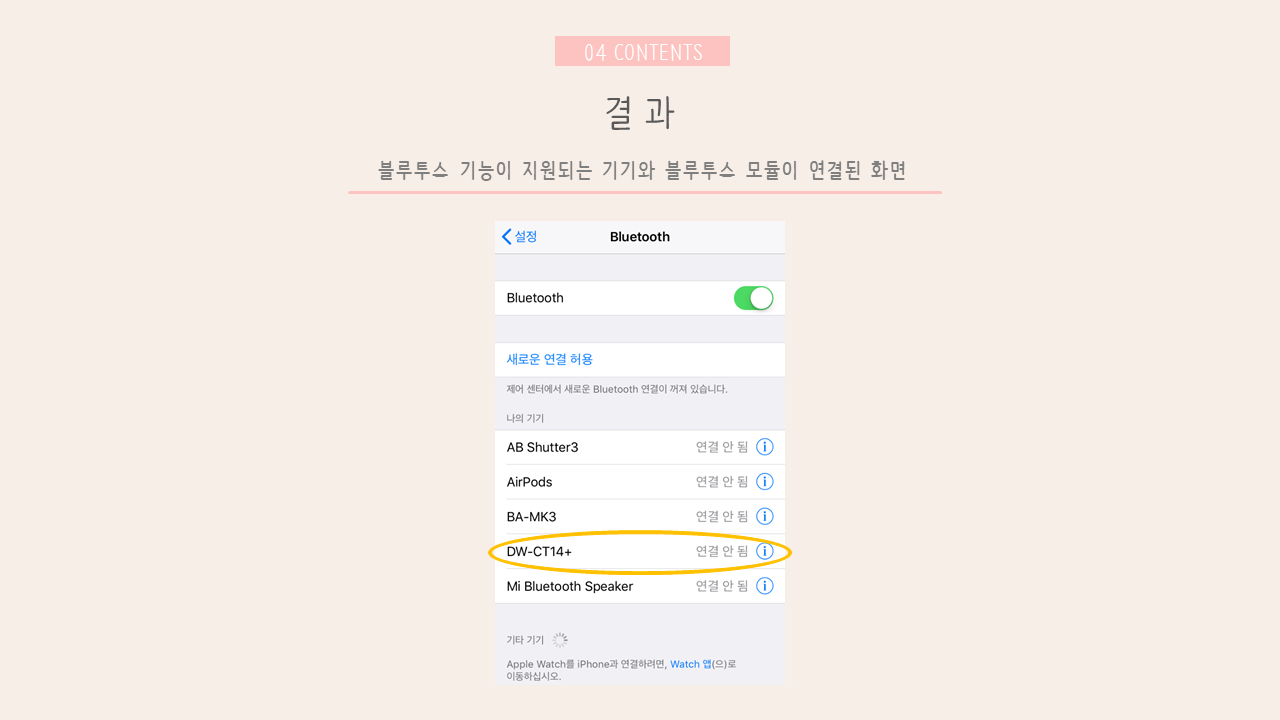 04 CONTENTS
결 과
블루투스 기능이 지원되는 기기와 블루투스 모듈이 연결된 화면
설정
Bluetooth
Bluetooth
새로운 연결 허용
제어 센터에서 새로운 Bluetooth 연결이 꺼져 있습니다.
나의 기기
AB Shutter3 연결 안 됨
AirPods 연결 안 됨
BA-MK3 연결 안 됨
DW-CT14+ 연결 안 됨
Mi Bluetooth Speaker 연결 안 됨
기타 기기
Apple Watch를 iPhone과 연결하려면, Watch 앱(으)로
이동하십시오.